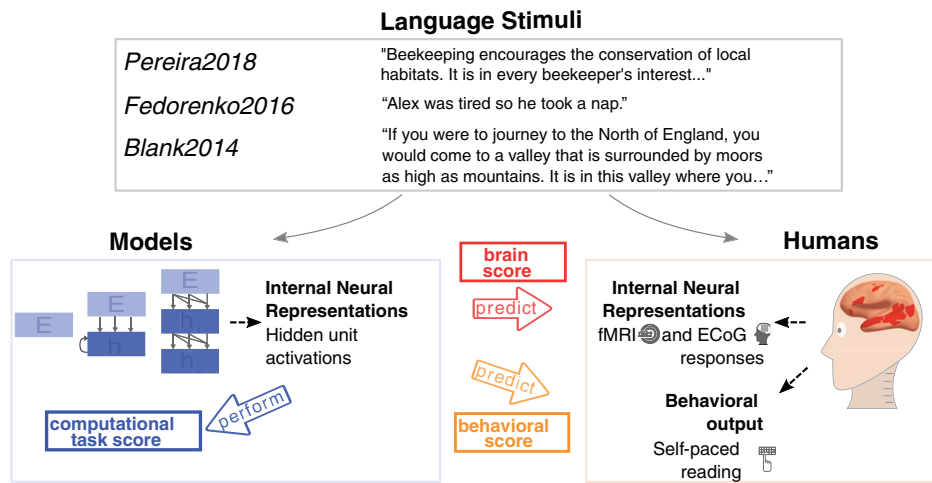 Language Stimuli
Pereira2018
"Beekeeping encourages the conservation of local
habitats. It is in every beekeeper's interest..."
Fedorenko2016
“Alex was tired so he took a nap.”
Blank2014
“If you were to journey to the North of England, you
would come to a valley that is surrounded by moors
as high as mountains. It is in this valley where you…”
Models
E
E
h
E
h
h
Internal Neural
Representations
Hidden unit
activations
perform
computational
task score
brain
score
predict
predict
behavioral
score
Humans
Internal Neural
Representations
fMRI and ECoG
responses
Behavioral
output
Self-paced
reading